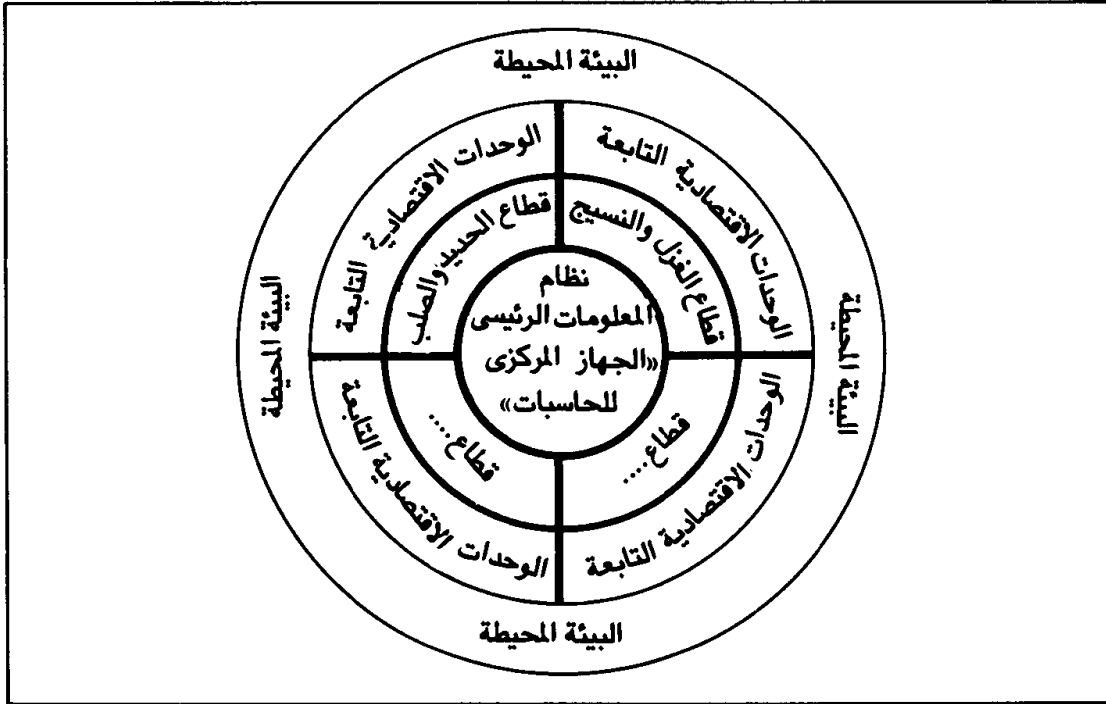 البيئة المحيطة
الوحدات الاقتصادية التابعة
الوحدات الاقتصادية التابعة
قطاع الغزل والنسيج
قطاع الحديد والصلب
نظام
المعلومات الرئيسى
«الجهاز المركزى
للحاسبات»
البيئة المحيطة
البيئة المحيطة
قطاع.....
قطاع.....
الوحدات الاقتصادية التابعة
الوحدات الاقتصادية التابعة
البيئة المحيطة